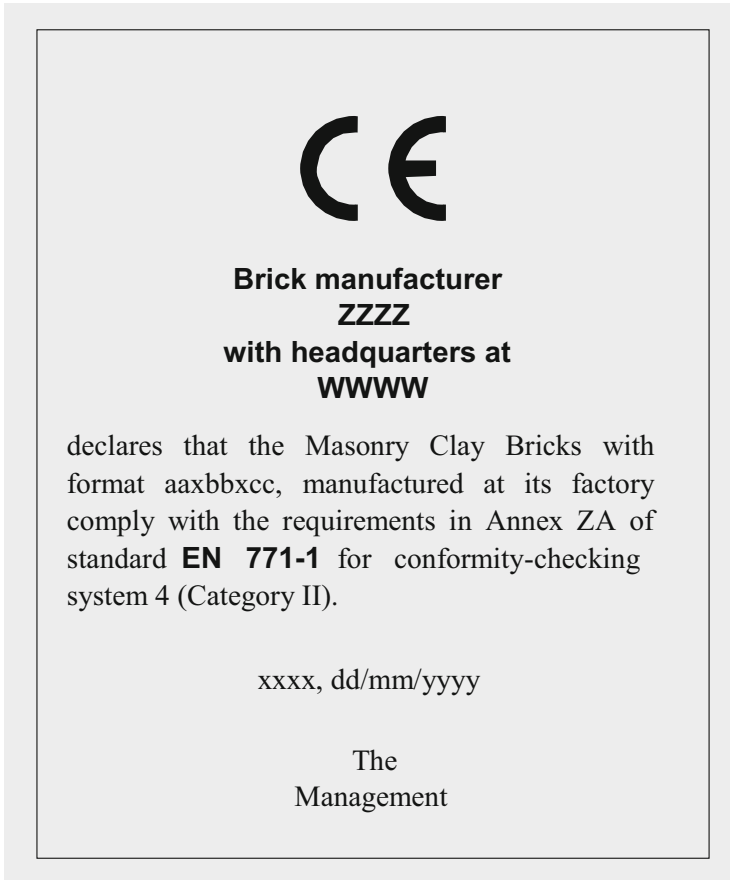 CE
Brick manufacturer
ZZZZ
with headquarters at
WWWW
declares that the Masonry Clay Bricks with
format aaxbbxcc, manufactured at its factory
comply with the requirements in Annex ZA of
standard EN 771-1 for conformity-checking
system 4 (Category II).
xxxx, dd/mm/yyyy
The
Management